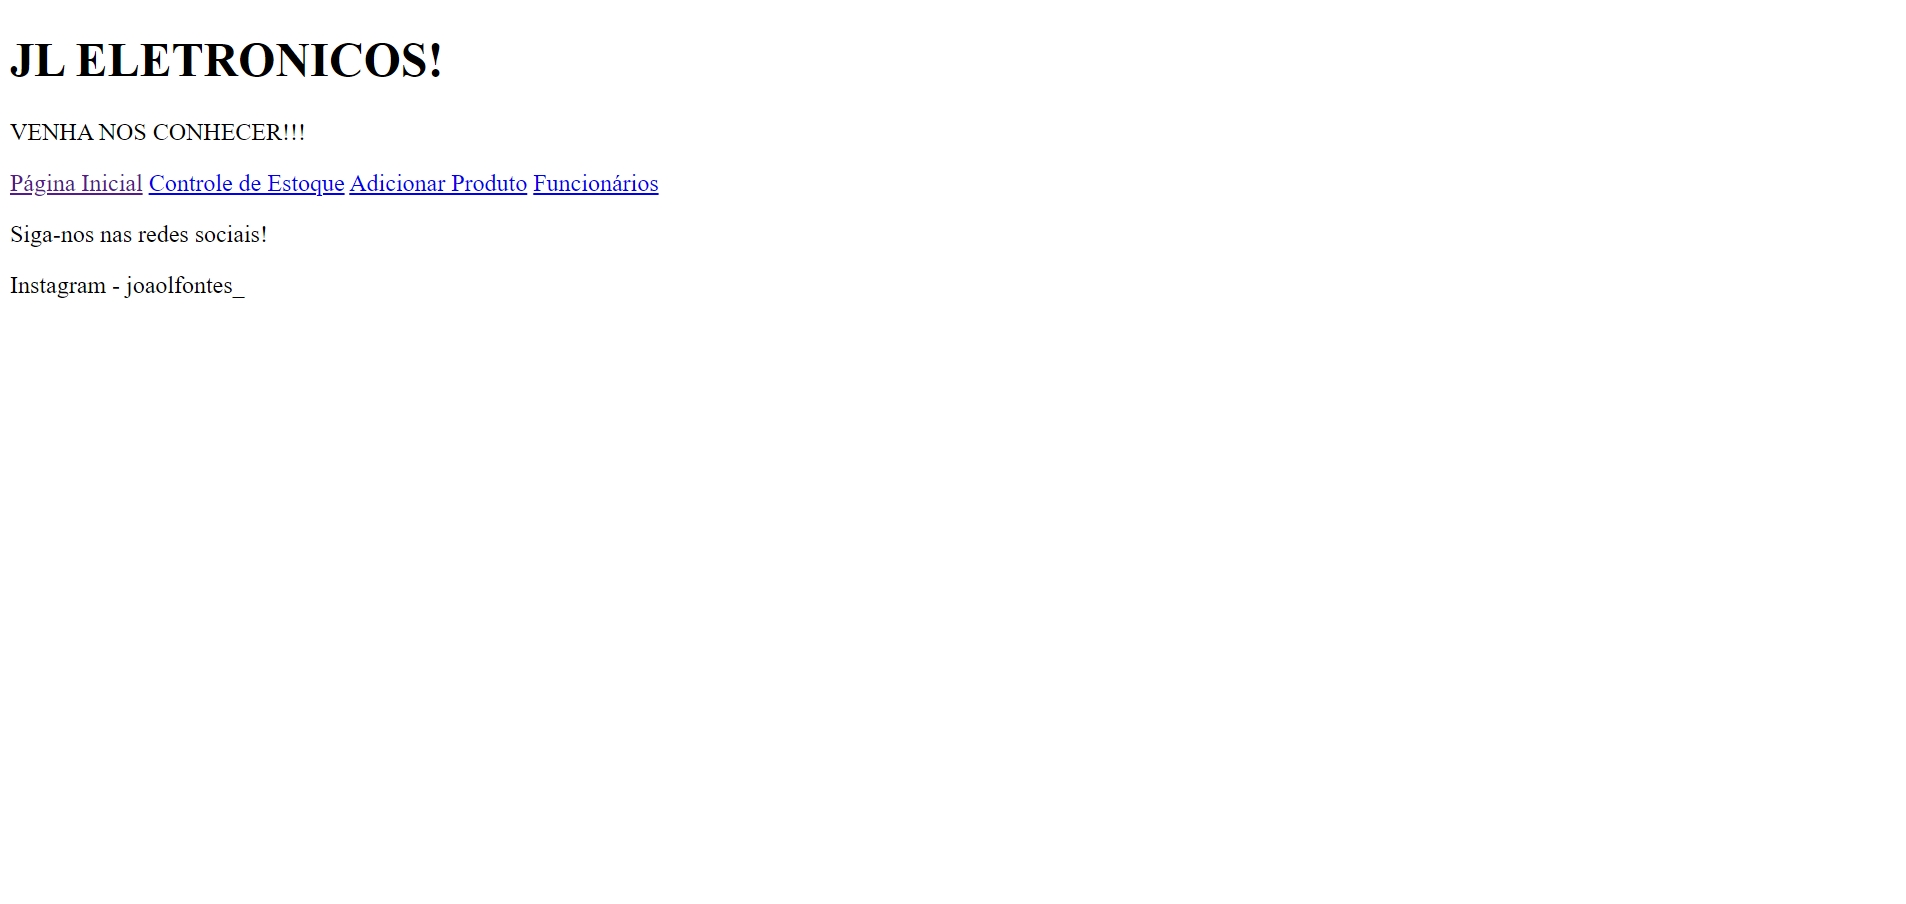 JL ELETRONICOS!
VENHA NOS CONHECER!!!
Página Inicial Controle de Estoque Adicionar Produto Funcionários
Siga-nos nas redes sociais!
Instagram - joaolfontes_